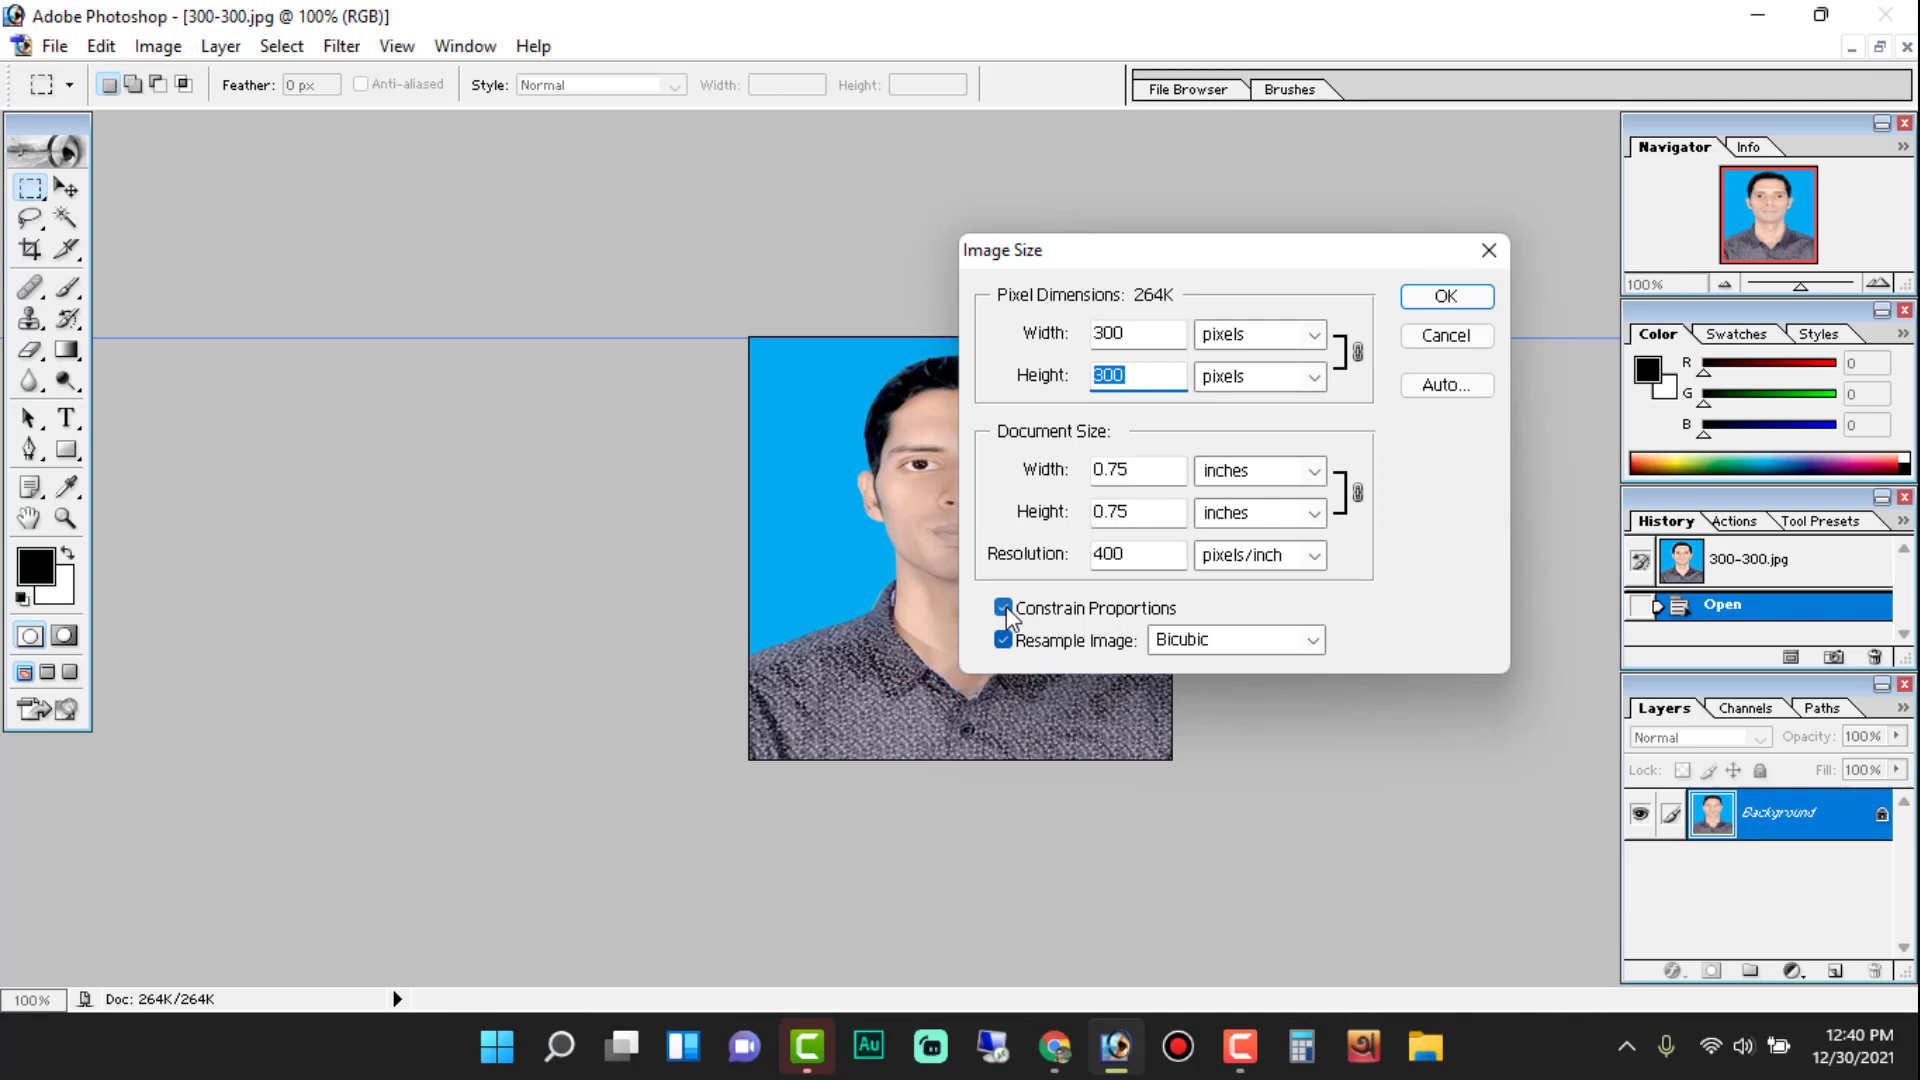 Adobe Photoshop - [300-300.jpg @ 100% (RGB)]
File Edit Image Layer Select Filter View Window Help
Feather: 0 px Anti-aliased Style: Normal Width: Height: File Browser Brushes
Navigator Info
100%
Color Swatches Styles
R 0
G 0
B 0
History Actions Tool Presets
300-300.jpg
Open
Layers Channels Paths
Normal Opacity: 100%
Lock: Fill: 100%
Background
Image Size
Pixel Dimensions: 264K
Width: 300 pixels
Height: 300 pixels
OK
Cancel
Auto...
Document Size:
Width: 0.75 inches
Height: 0.75 inches
Resolution: 400 pixels/inch
Constrain Proportions
Resample Image: Bicubic
T
100% Doc: 264K/264K
Au
12:40 PM
12/30/2021